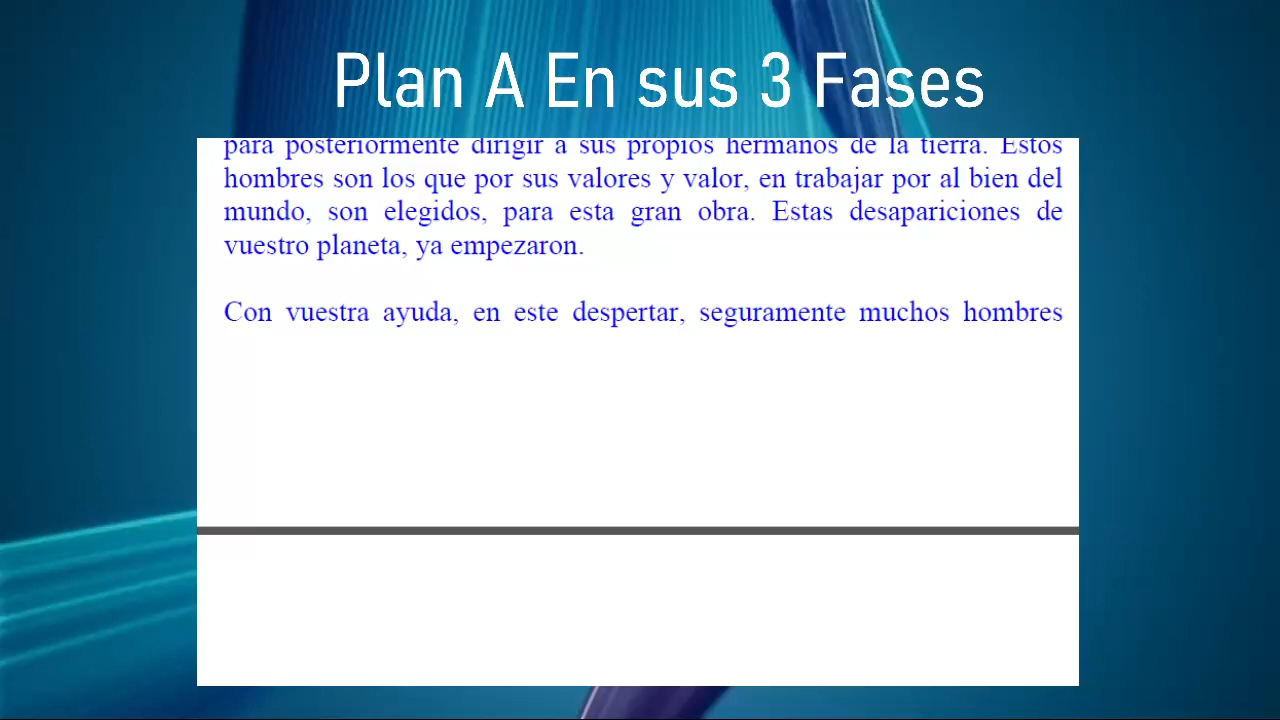 Plan A En sus 3 Fases
para posteriormente dirigir a sus propios hermanos de la tierra. Estos
hombres son los que por sus valores y valor, en trabajar por al bien del
mundo, son elegidos, para esta gran obra. Estas desapariciones de
vuestro planeta, ya empezaron.
Con vuestra ayuda, en este despertar, seguramente muchos hombres